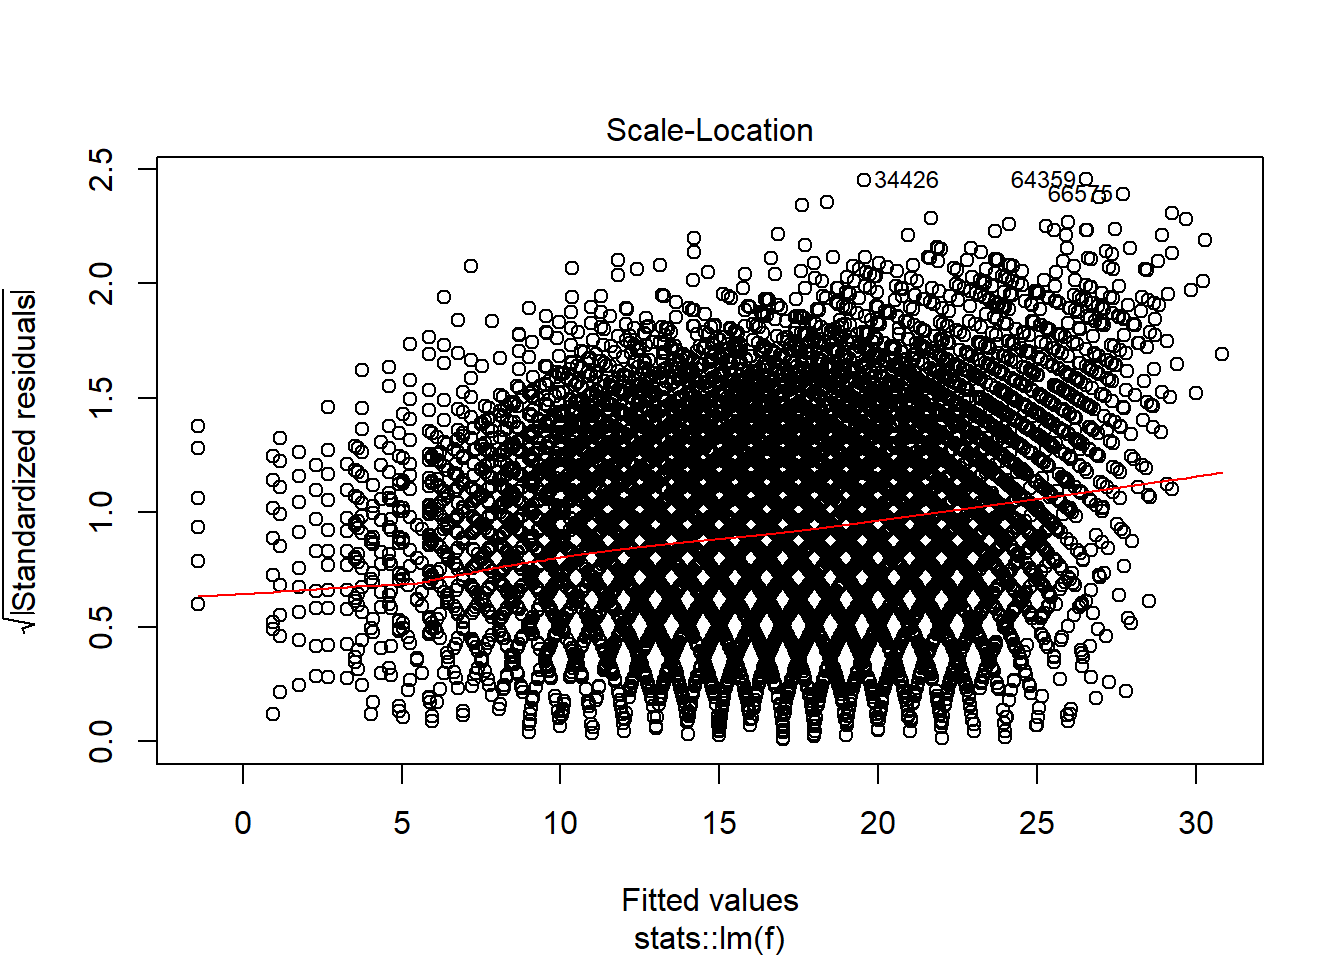 Scale-Location
√|Standardized residuals|
2.5
2.0
1.5
1.0
0.5
0.0
34426
64359
66575
0 5 10 15 20 25 30
Fitted values
stats::lm(f)